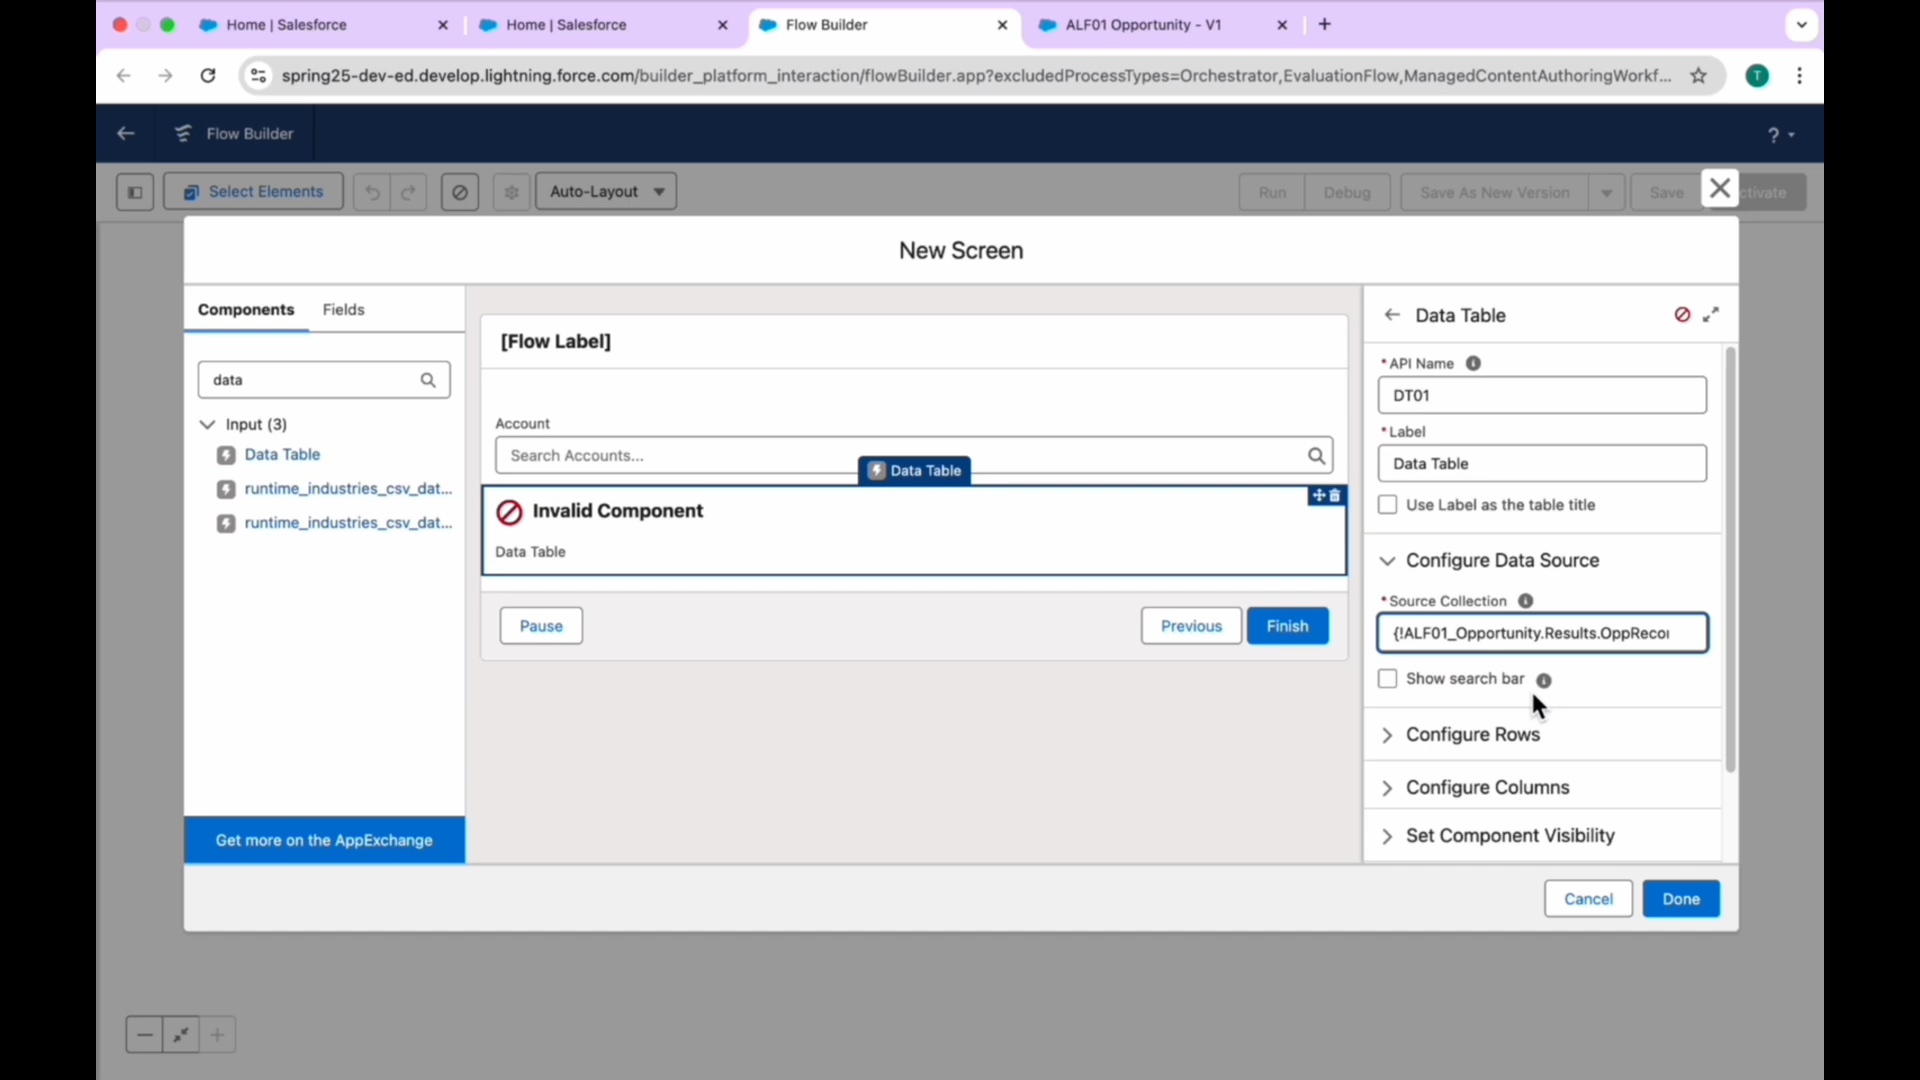 Home | Salesforce
Home | Salesforce
Flow Builder
ALF01 Opportunity - V1
spring25-dev-ed.develop.lightning.force.com/builder_platform_interaction/flowBuilder.app?excludedProcessTypes=Orchestrator,EvaluationFlow,ManagedContentAuthoringWorkf...
T
Flow Builder
?
Select Elements
Auto-Layout
Run
Debug
Save As New Version
Save
ctivate
New Screen
Components
Fields
data
Input (3)
Data Table
runtime_industries_csv_dat...
runtime_industries_csv_dat...
Get more on the AppExchange
[Flow Label]
Account
Search Accounts...
Data Table
Invalid Component
Data Table
Pause
Previous
Finish
Data Table
*API Name
DT01
*Label
Data Table
Use Label as the table title
Configure Data Source
*Source Collection
{!ALF01_Opportunity.Results.OppRecor
Show search bar
Configure Rows
Configure Columns
Set Component Visibility
Cancel
Done